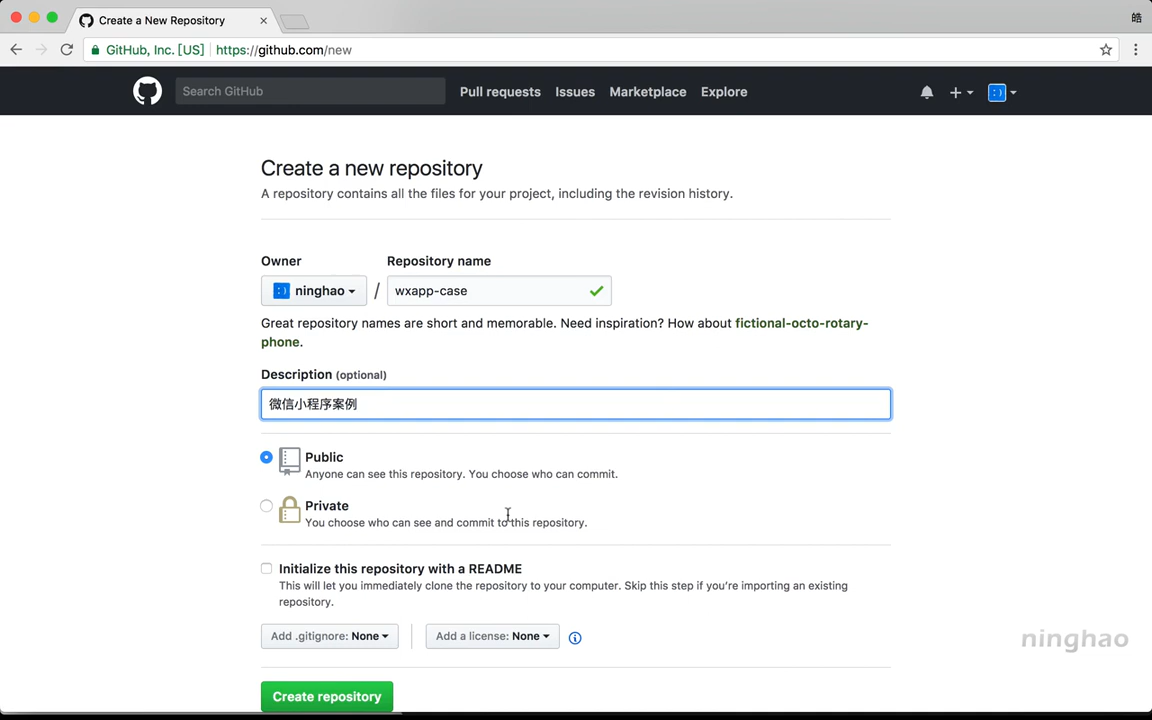 Create a New Repository
皓
GitHub, Inc. [US] https://github.com/new
Search GitHub
Pull requests Issues Marketplace Explore
Create a new repository
A repository contains all the files for your project, including the revision history.
Owner Repository name
:) ninghao / wxapp-case
Great repository names are short and memorable. Need inspiration? How about fictional-octo-rotary-
phone.
Description (optional)
微信小程序案例
Public
Anyone can see this repository. You choose who can commit.
Private
You choose who can see and commit to this repository.
Initialize this repository with a README
This will let you immediately clone the repository to your computer. Skip this step if you’re importing an existing
repository.
Add .gitignore: None Add a license: None
ninghao
Create repository